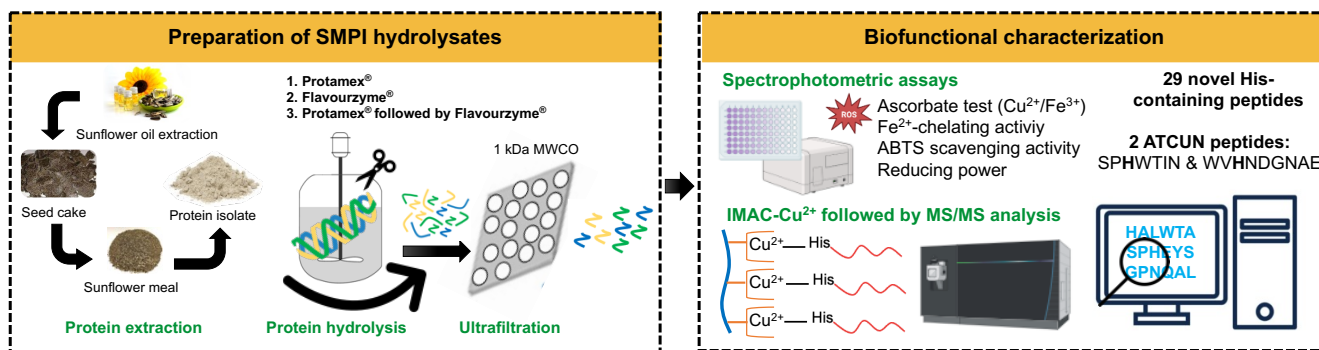 Preparation of SMPI hydrolysates
Sunflower oil extraction
Seed cake
Protein isolate
Sunflower meal
Protein extraction
1. Protamex®
2. Flavourzyme®
3. Protamex® followed by Flavourzyme®
1 kDa MWCO
Protein hydrolysis
Ultrafiltration
Biofunctional characterization
Spectrophotometric assays
ROS
Ascorbate test (Cu²⁺/Fe³⁺)
Fe²⁺-chelating activiy
ABTS scavenging activity
Reducing power
29 novel His-
containing peptides
2 ATCUN peptides:
SPHWTIN & WVHNDGNAE
IMAC-Cu²⁺ followed by MS/MS analysis
Cu²⁺ His
Cu²⁺ His
Cu²⁺ His
HALWTA
SPHEYS
GPNQAL